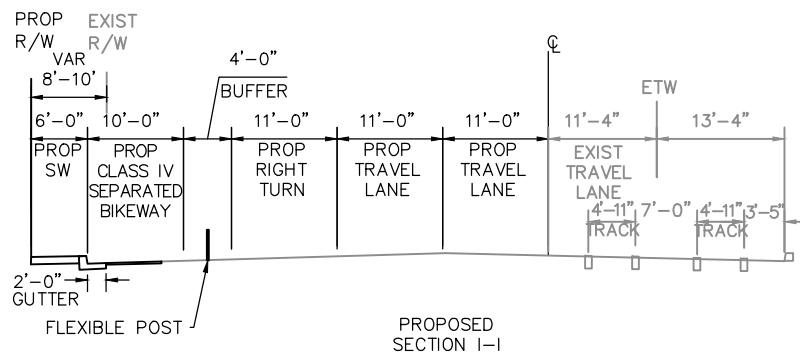 PROP
R/W
EXIST
R/W
VAR
8'-10'
4'-0"
BUFFER
℄
ETW
6'-0"
PROP
SW
10'-0"
PROP
CLASS IV
SEPARATED
BIKEWAY
11'-0"
PROP
RIGHT
TURN
11'-0"
PROP
TRAVEL
LANE
11'-0"
PROP
TRAVEL
LANE
11'-4"
EXIST
TRAVEL
LANE
13'-4"
4'-11"
TRACK
7'-0"
4'-11"
TRACK
3'-5"
2'-0"
GUTTER
FLEXIBLE POST
PROPOSED
SECTION 1-1